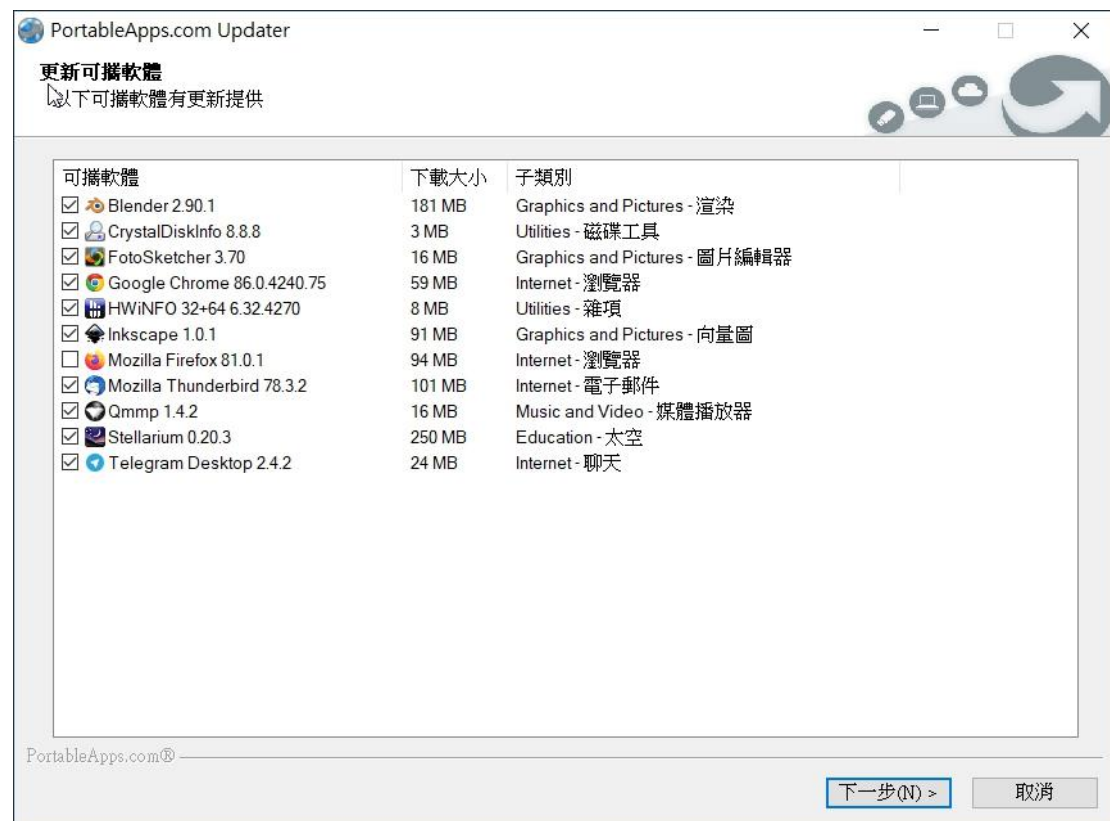 PortableApps.com Updater
更新可攜軟體
以下可攜軟體有更新提供
可攜軟體 下載大小 子類別
Blender 2.90.1 181 MB Graphics and Pictures - 渲染
CrystalDiskInfo 8.8.8 3 MB Utilities - 磁碟工具
FotoSketcher 3.70 16 MB Graphics and Pictures - 圖片編輯器
Google Chrome 86.0.4240.75 59 MB Internet - 瀏覽器
HWiNFO 32+64 6.32.4270 8 MB Utilities - 雜項
Inkscape 1.0.1 91 MB Graphics and Pictures - 向量圖
Mozilla Firefox 81.0.1 94 MB Internet - 瀏覽器
Mozilla Thunderbird 78.3.2 101 MB Internet - 電子郵件
Qmmp 1.4.2 16 MB Music and Video - 媒體播放器
Stellarium 0.20.3 250 MB Education - 太空
Telegram Desktop 2.4.2 24 MB Internet - 聊天
PortableApps.com®
下一步(N) > 取消